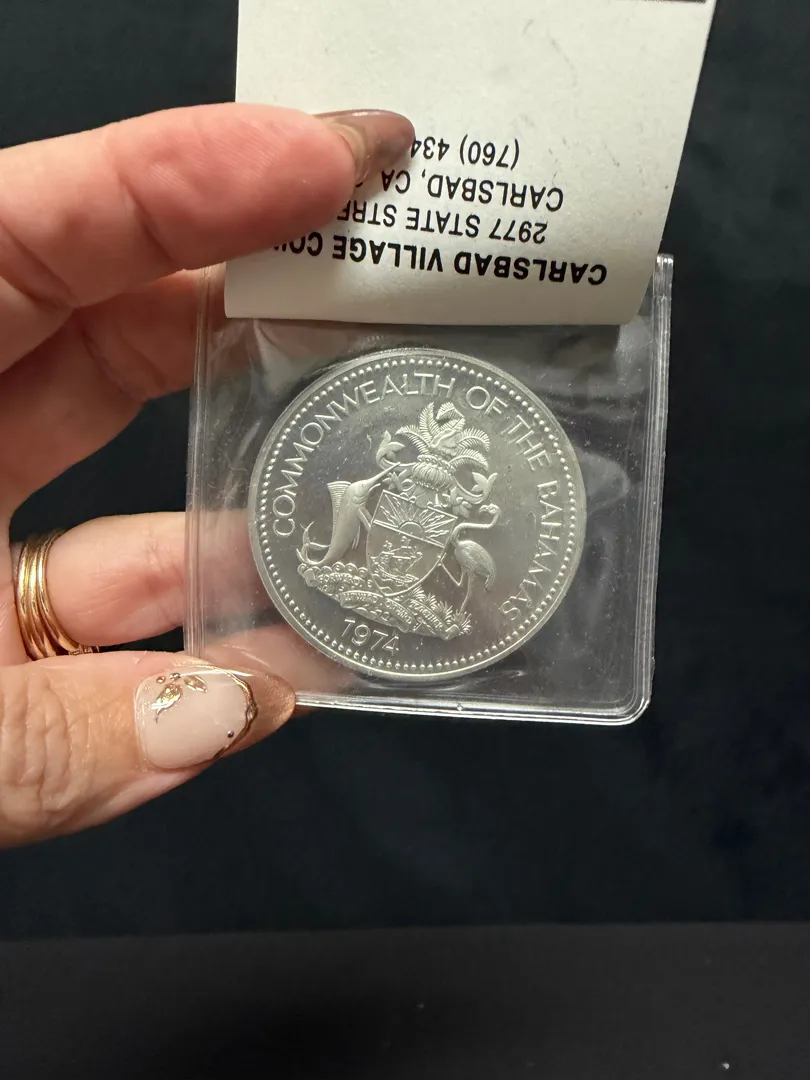 CARLSBAD VILLAGE
2977 STATE
CARLSBAD, CA
(760) 434
COMMONWEALTH OF THE BAHAMAS
1974